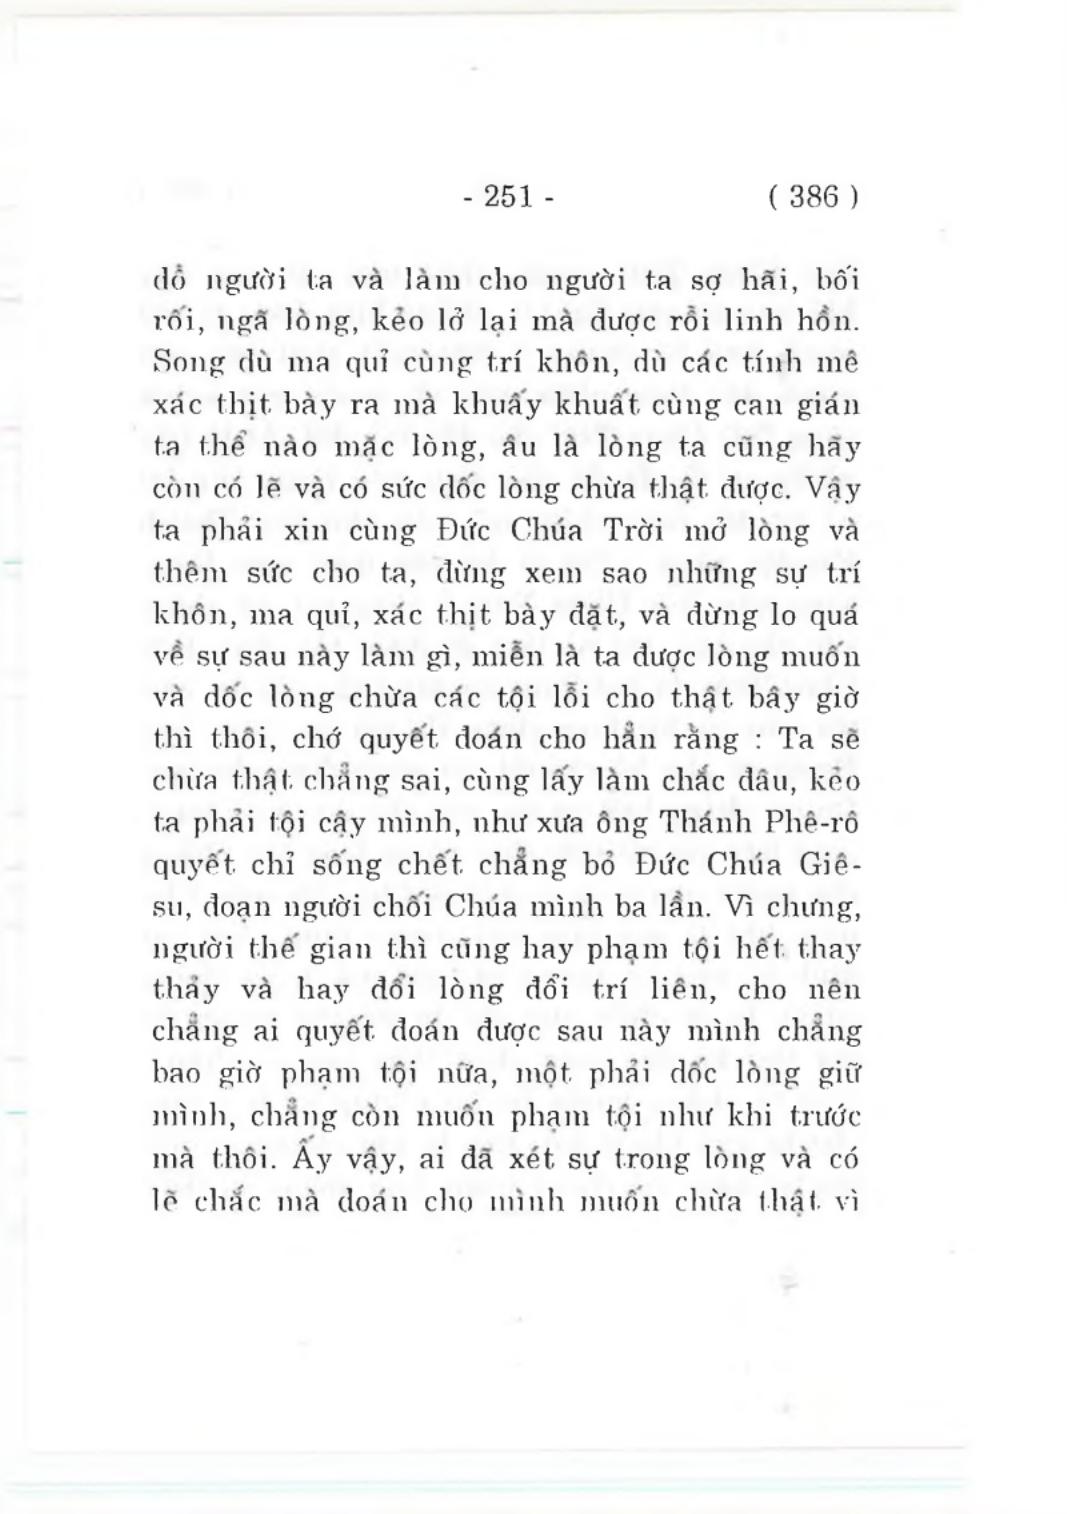 - 251 - ( 386 )
dỗ người ta và làm cho người ta sợ hãi, bối
rối, ngã lòng, kẻo lở lại mà được rỗi linh hồn.
Song dù ma quỉ cùng trí khôn, dù các tính mê
xác thịt bày ra mà khuấy khuất cùng can gián
ta thể nào mặc lòng, âu là lòng ta cũng hãy
còn có lẽ và có sức dốc lòng chừa thật được. Vậy
ta phải xin cùng Đức Chúa Trời mở lòng và
thêm sức cho ta, đừng xem sao những sự trí
khôn, ma quỉ, xác thịt bày đặt, và đừng lo quá
về sự sau này làm gì, miễn là ta được lòng muốn
và dốc lòng chừa các tội lỗi cho thật bây giờ
thì thôi, chớ quyết đoán cho hẳn rằng : Ta sẽ
chừa thật chẳng sai, cùng lấy làm chắc đâu, kẻo
ta phải tội cậy mình, như xưa ông Thánh Phê-rô
quyết chỉ sống chết chẳng bỏ Đức Chúa Giê-
su, đoạn người chối Chúa mình ba lần. Vì chưng,
người thế gian thì cũng hay phạm tội hết thay
thảy và hay đổi lòng đổi trí liên, cho nên
chẳng ai quyết đoán được sau này mình chẳng
bao giờ phạm tội nữa, một phải dốc lòng giữ
mình, chẳng còn muốn phạm tội như khi trước
mà thôi. Ấy vậy, ai đã xét sự trong lòng và có
lẽ chắc mà đoán cho mình muốn chừa thật vì